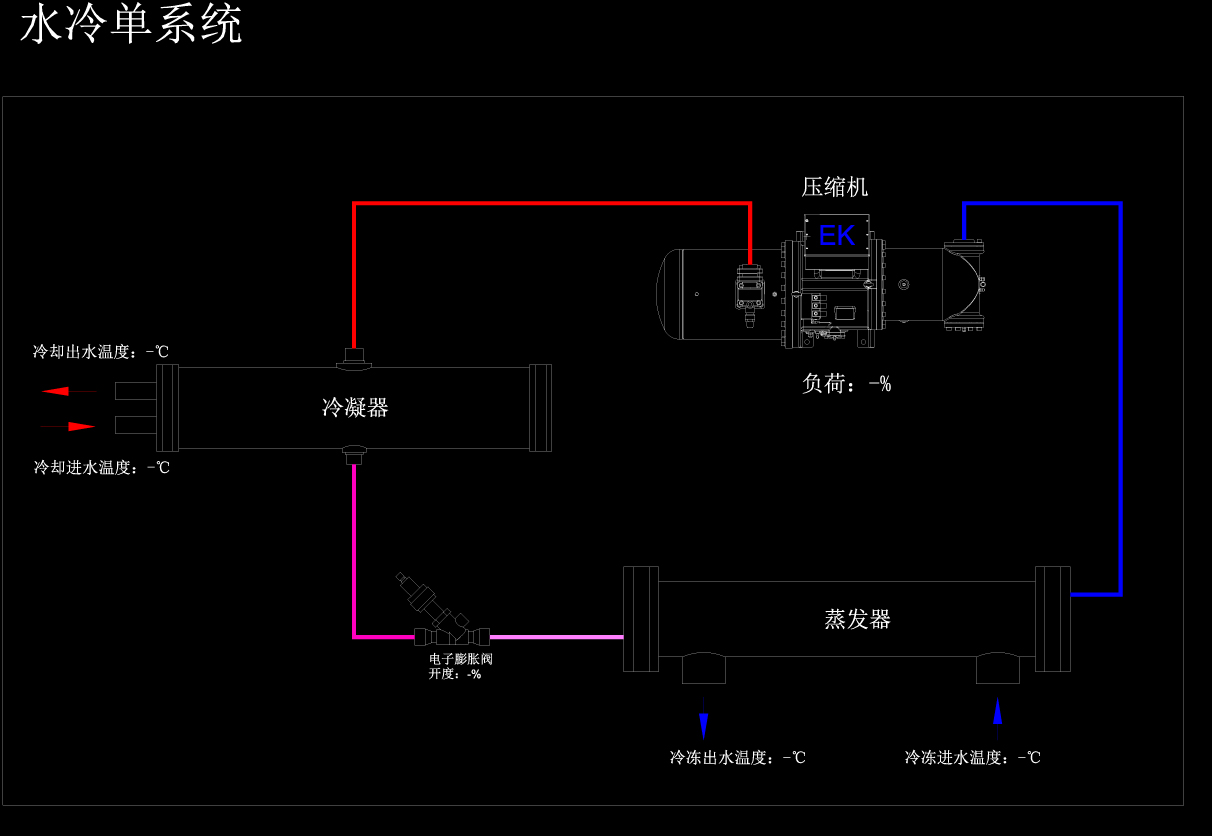 水冷单系统
压缩机
EK
冷却出水温度：-℃
负荷：-%
冷凝器
冷却进水温度：-℃
蒸发器
电子膨胀阀
开度：-%
冷冻出水温度：-℃
冷冻进水温度：-℃